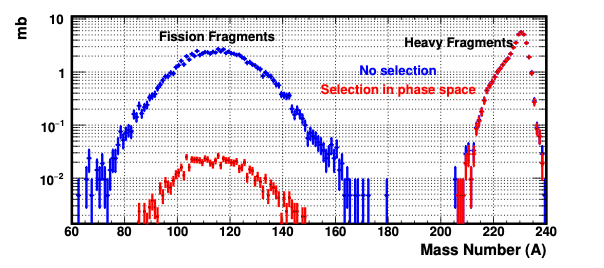 mb
10
1
10⁻¹
10⁻²
Fission Fragments
Heavy Fragments
No selection
Selection in phase space
60 80 100 120 140 160 180 200 220 240
Mass Number (A)